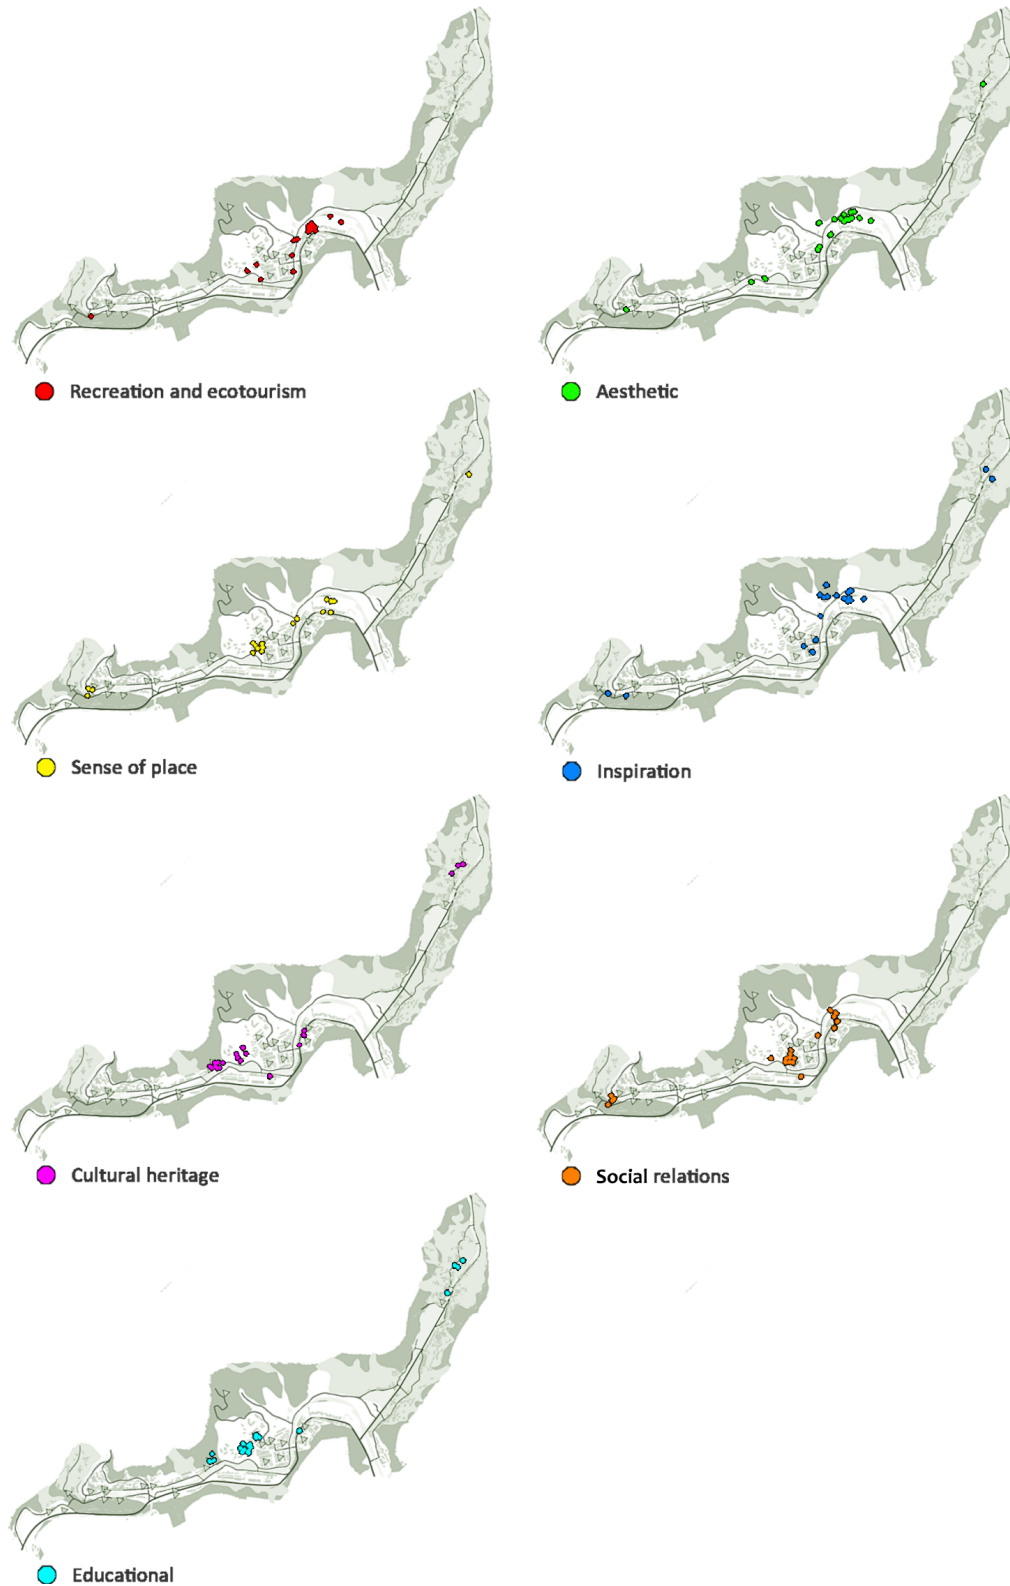 Recreation and ecotourism
Aesthetic
Sense of place
Inspiration
Cultural heritage
Social relations
Educational